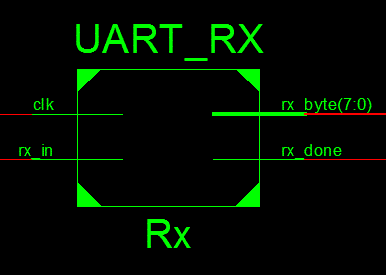 UART_RX
clk
rx_byte(7:0)
rx_in
rx_done
Rx